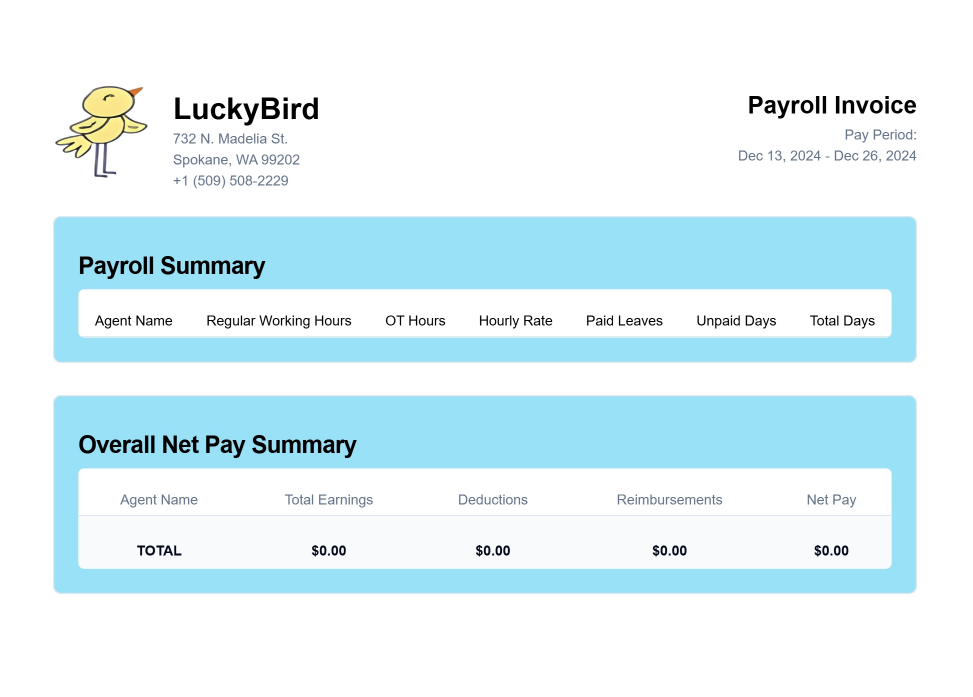 LuckyBird
732 N. Madelia St.
Spokane, WA 99202
+1 (509) 508-2229
Payroll Invoice
Pay Period:
Dec 13, 2024 - Dec 26, 2024
Payroll Summary
Agent Name Regular Working Hours OT Hours Hourly Rate Paid Leaves Unpaid Days Total Days
Overall Net Pay Summary
Agent Name Total Earnings Deductions Reimbursements Net Pay
TOTAL $0.00 $0.00 $0.00 $0.00